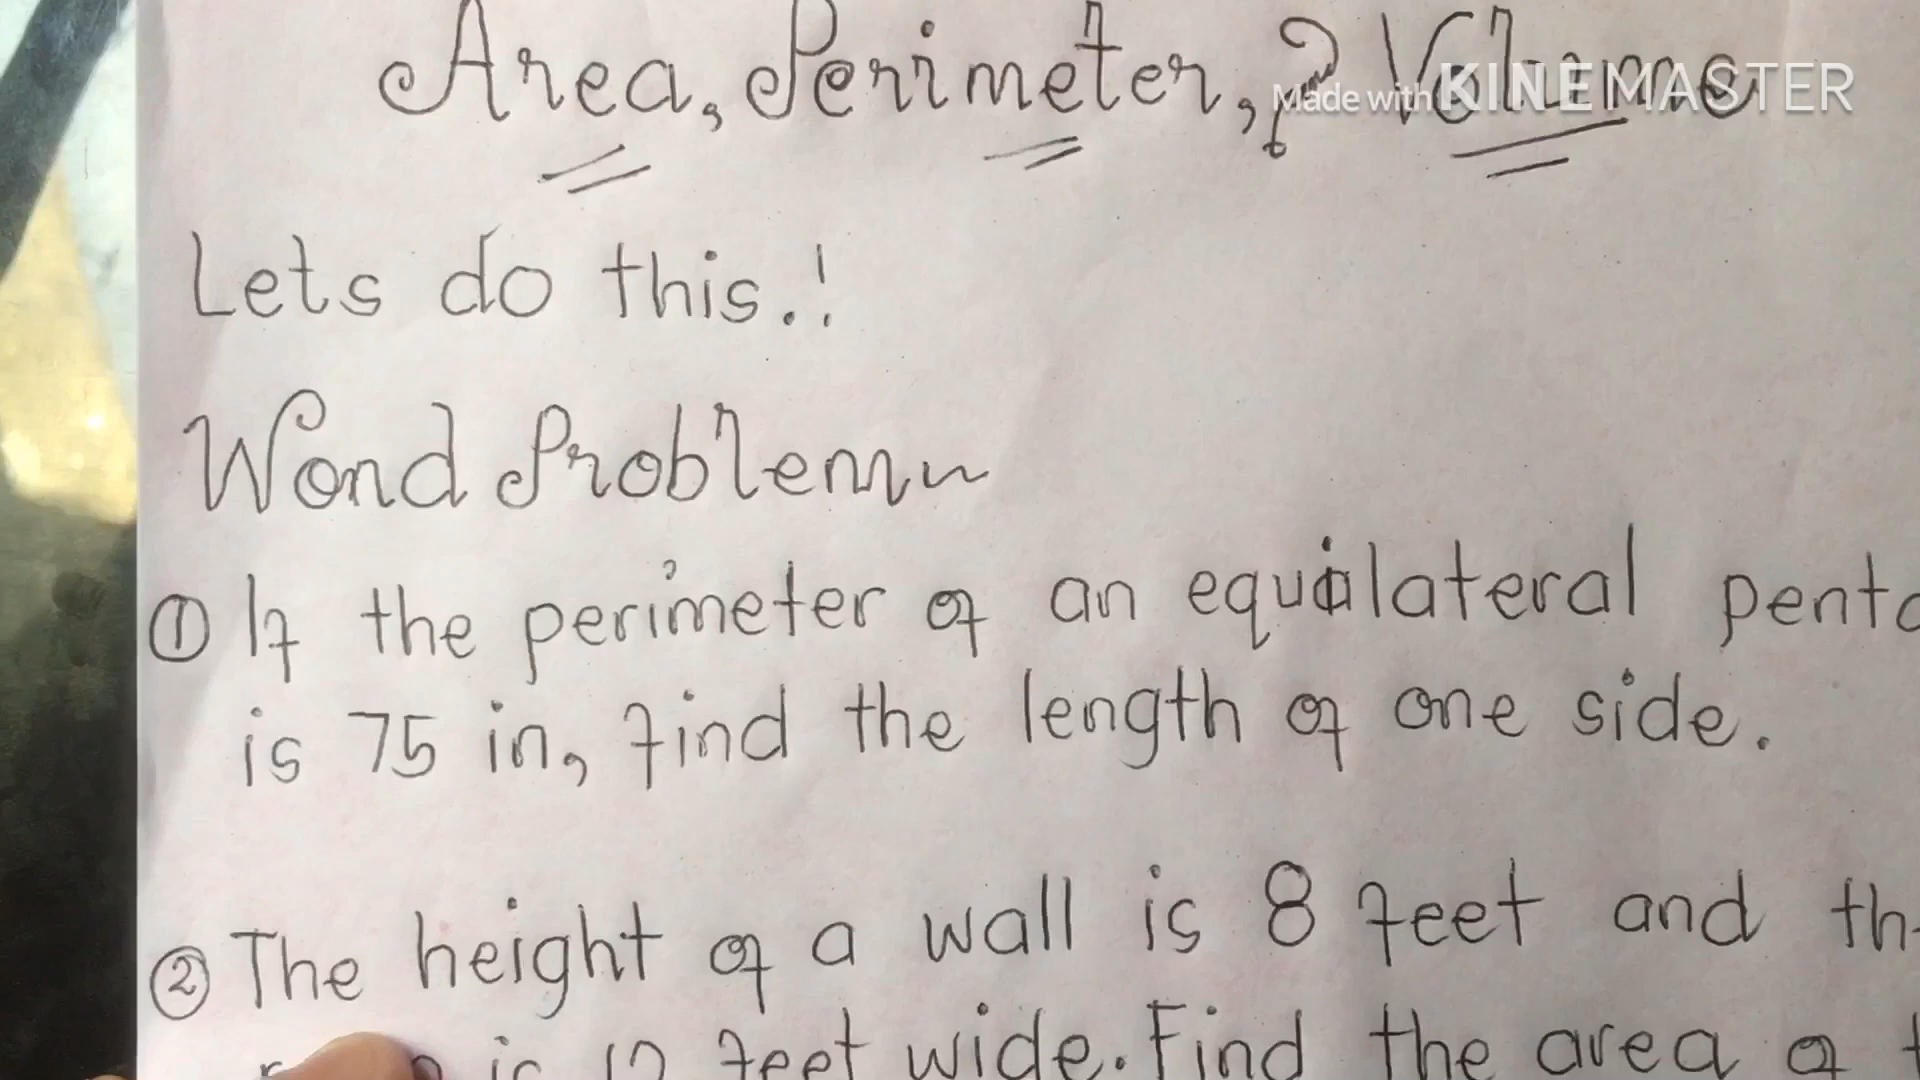 Area, Perimeter, & Volume
Made with KINEMASTER
Lets do this.!
Word Problem
① If the perimeter of an equilateral penta
is 75 in, find the length of one side.
② The height of a wall is 8 feet and th
is 12 feet wide. Find the area of t